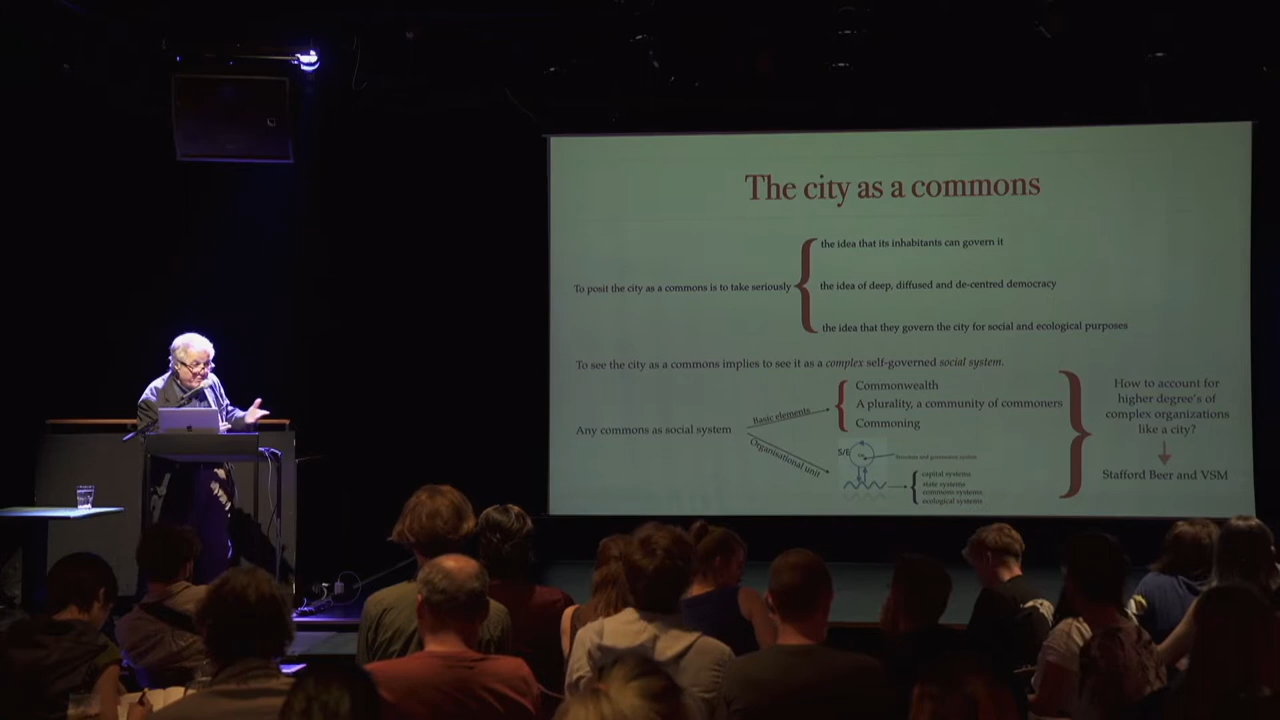 The city as a commons
To posit the city as a commons is to take seriously
the idea that its inhabitants can govern it
the idea of deep, diffused and de-centred democracy
the idea that they govern the city for social and ecological purposes
To see the city as a commons implies to see it as a complex self-governed social system.
Any commons as social system
Basic elements
Commonwealth
A plurality, a community of commoners
Commoning
Organisational unit
S/E
capital systems
state systems
commons systems
ecological systems
How to account for
higher degree's of
complex organizations
like a city?
Stafford Beer and VSM